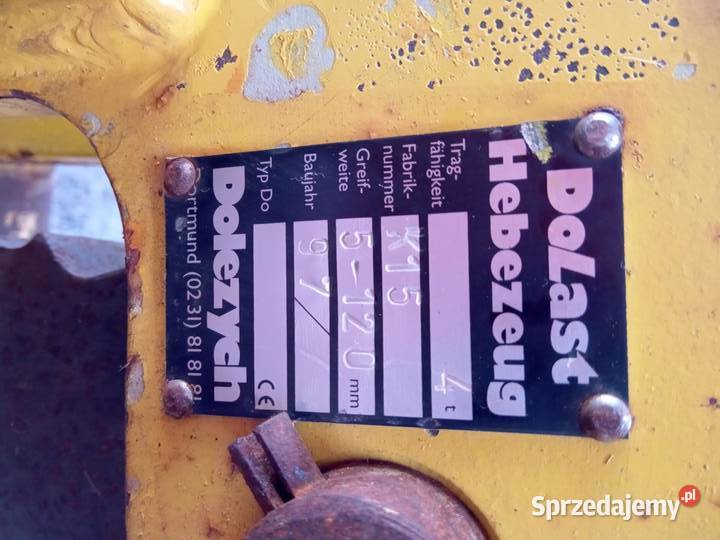 DoLast
Hebezeug
Trag-
fähigkeit 4 t
Fabrik-
nummer K15
Greif-
weite 5-120 mm
Baujahr 97/
Typ Do CE
Dolezych
Dortmund (0231) 81 81 81
Sprzedajemy.pl